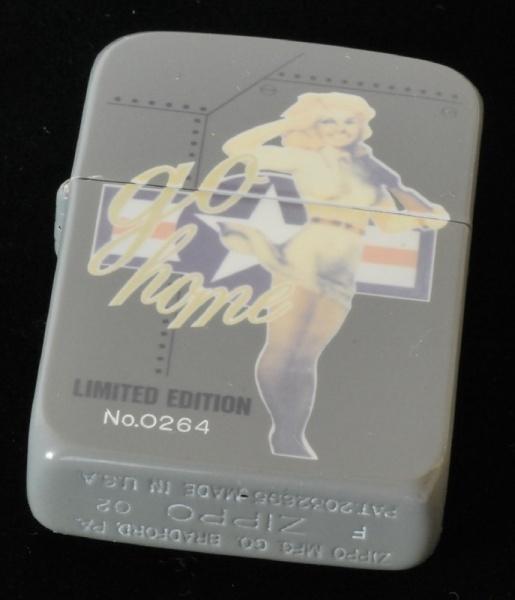 go
home
LIMITED EDITION
No.0264
PAT.2032695 MADE IN U.S.A.
F ZIPPO 02
ZIPPO MFG. CO. BRADFORD, PA.